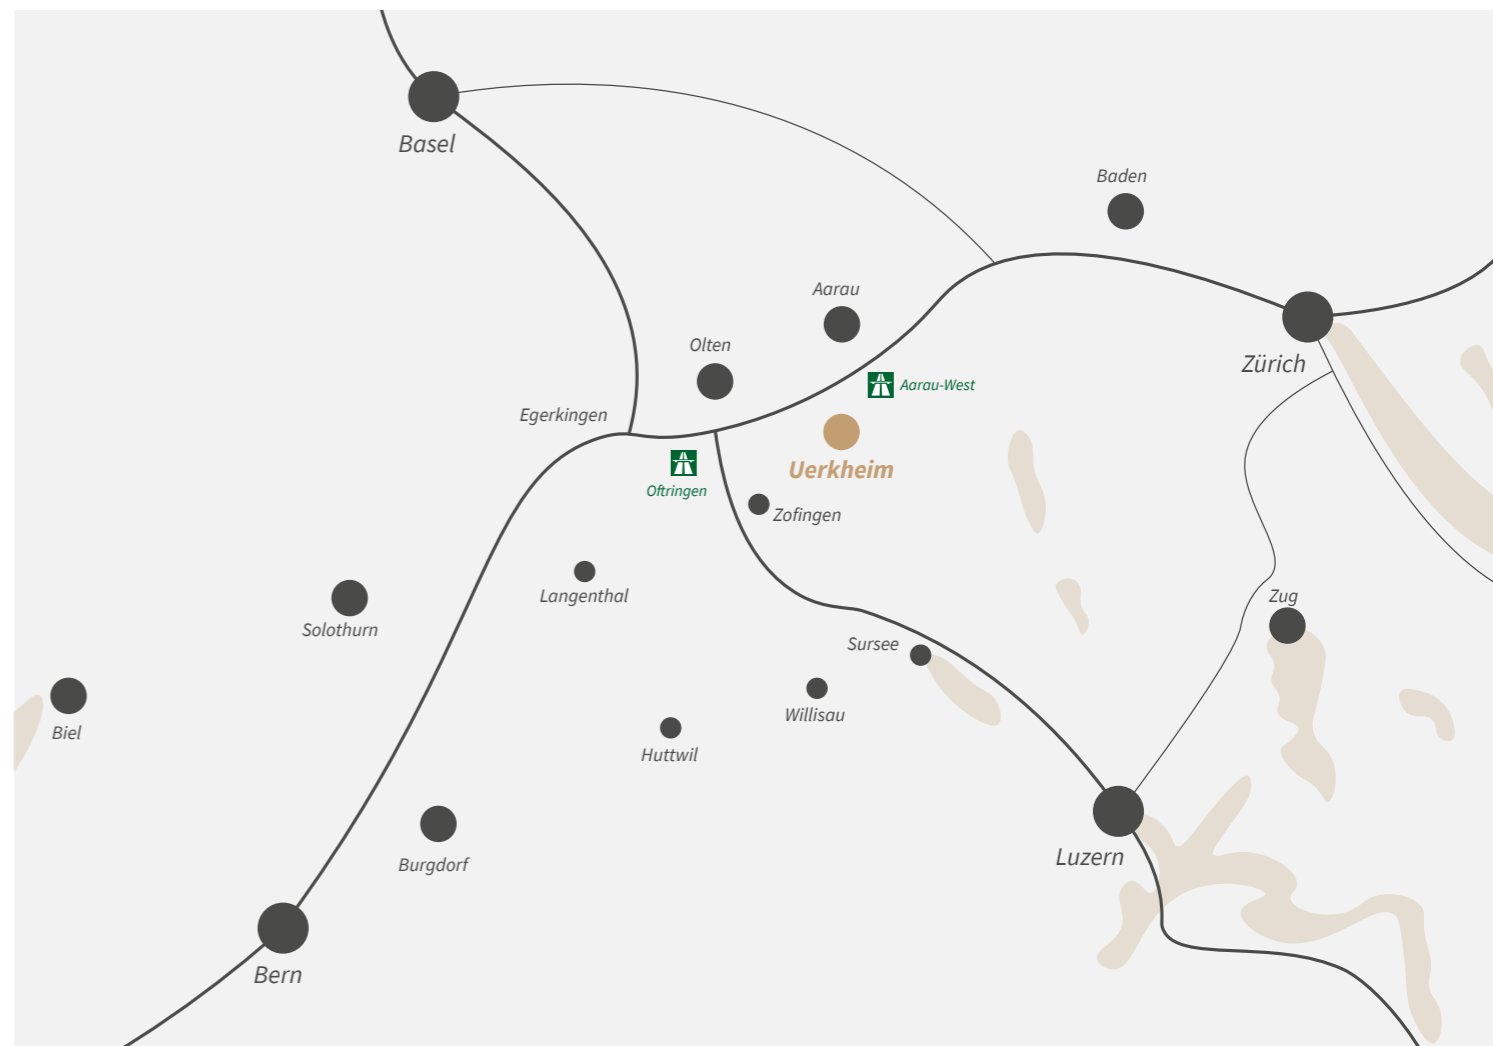 Basel
Baden
Aarau
Olten
Zürich
Aarau-West
Egerkingen
Uerkheim
Oftringen
Zofingen
Langenthal
Zug
Solothurn
Sursee
Willisau
Biel
Huttwil
Luzern
Burgdorf
Bern